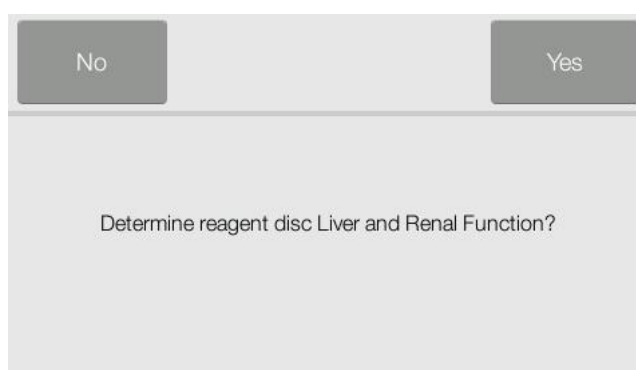 No
Yes
Determine reagent disc Liver and Renal Function?